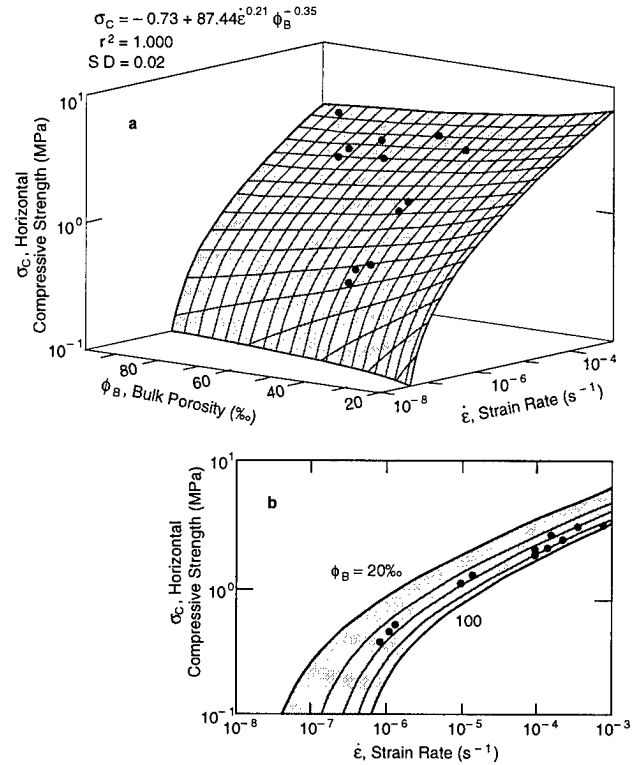 σC = – 0.73 + 87.44ε̇^0.21 ϕB^–0.35
r² = 1.000
S D = 0.02
a
σC, Horizontal
Compressive Strength (MPa)
10¹
10⁰
10⁻¹
80
60
40
20
ϕB, Bulk Porosity (‰)
10⁻⁸
10⁻⁶
10⁻⁴
ε̇, Strain Rate (s⁻¹)
b
σC, Horizontal
Compressive Strength (MPa)
10¹
10⁰
10⁻¹
ϕB = 20‰
100
10⁻⁸
10⁻⁷
10⁻⁶
10⁻⁵
10⁻⁴
10⁻³
ε̇, Strain Rate (s⁻¹)